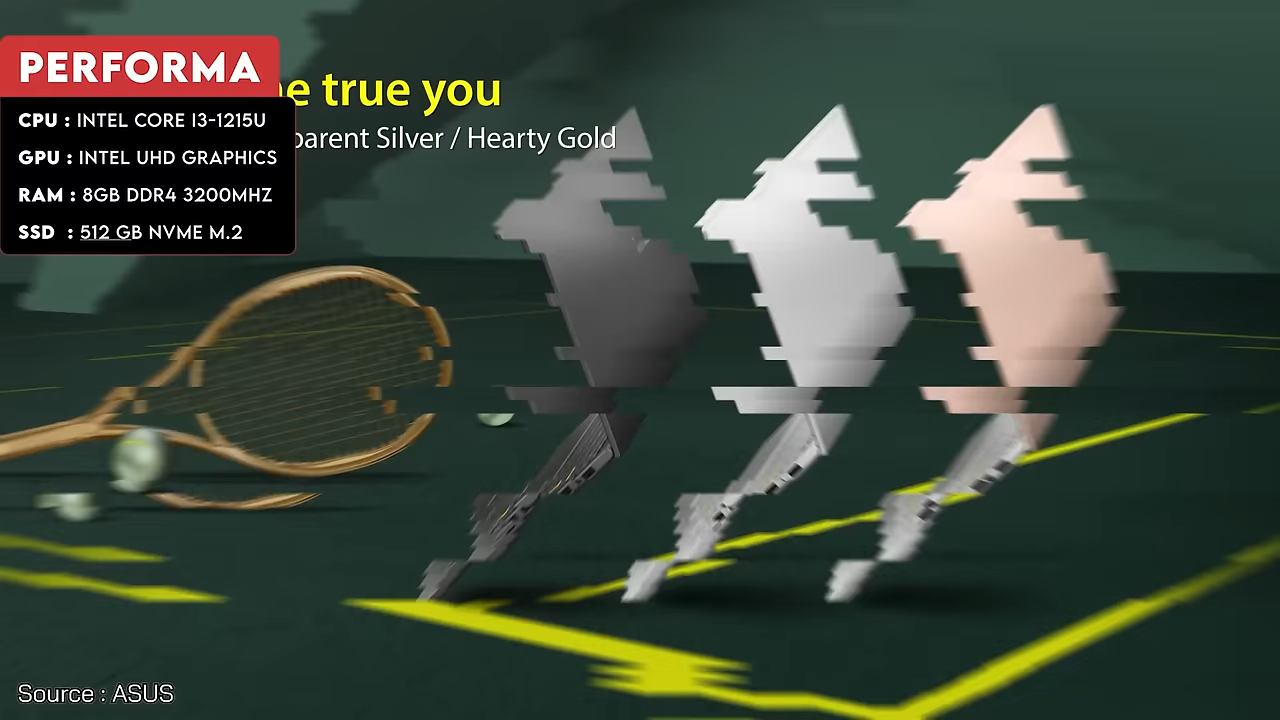 PERFORMA
true you
CPU : INTEL CORE I3-1215U
parent Silver / Hearty Gold
GPU : INTEL UHD GRAPHICS
RAM : 8GB DDR4 3200MHZ
SSD : 512 GB NVME M.2
Source : ASUS